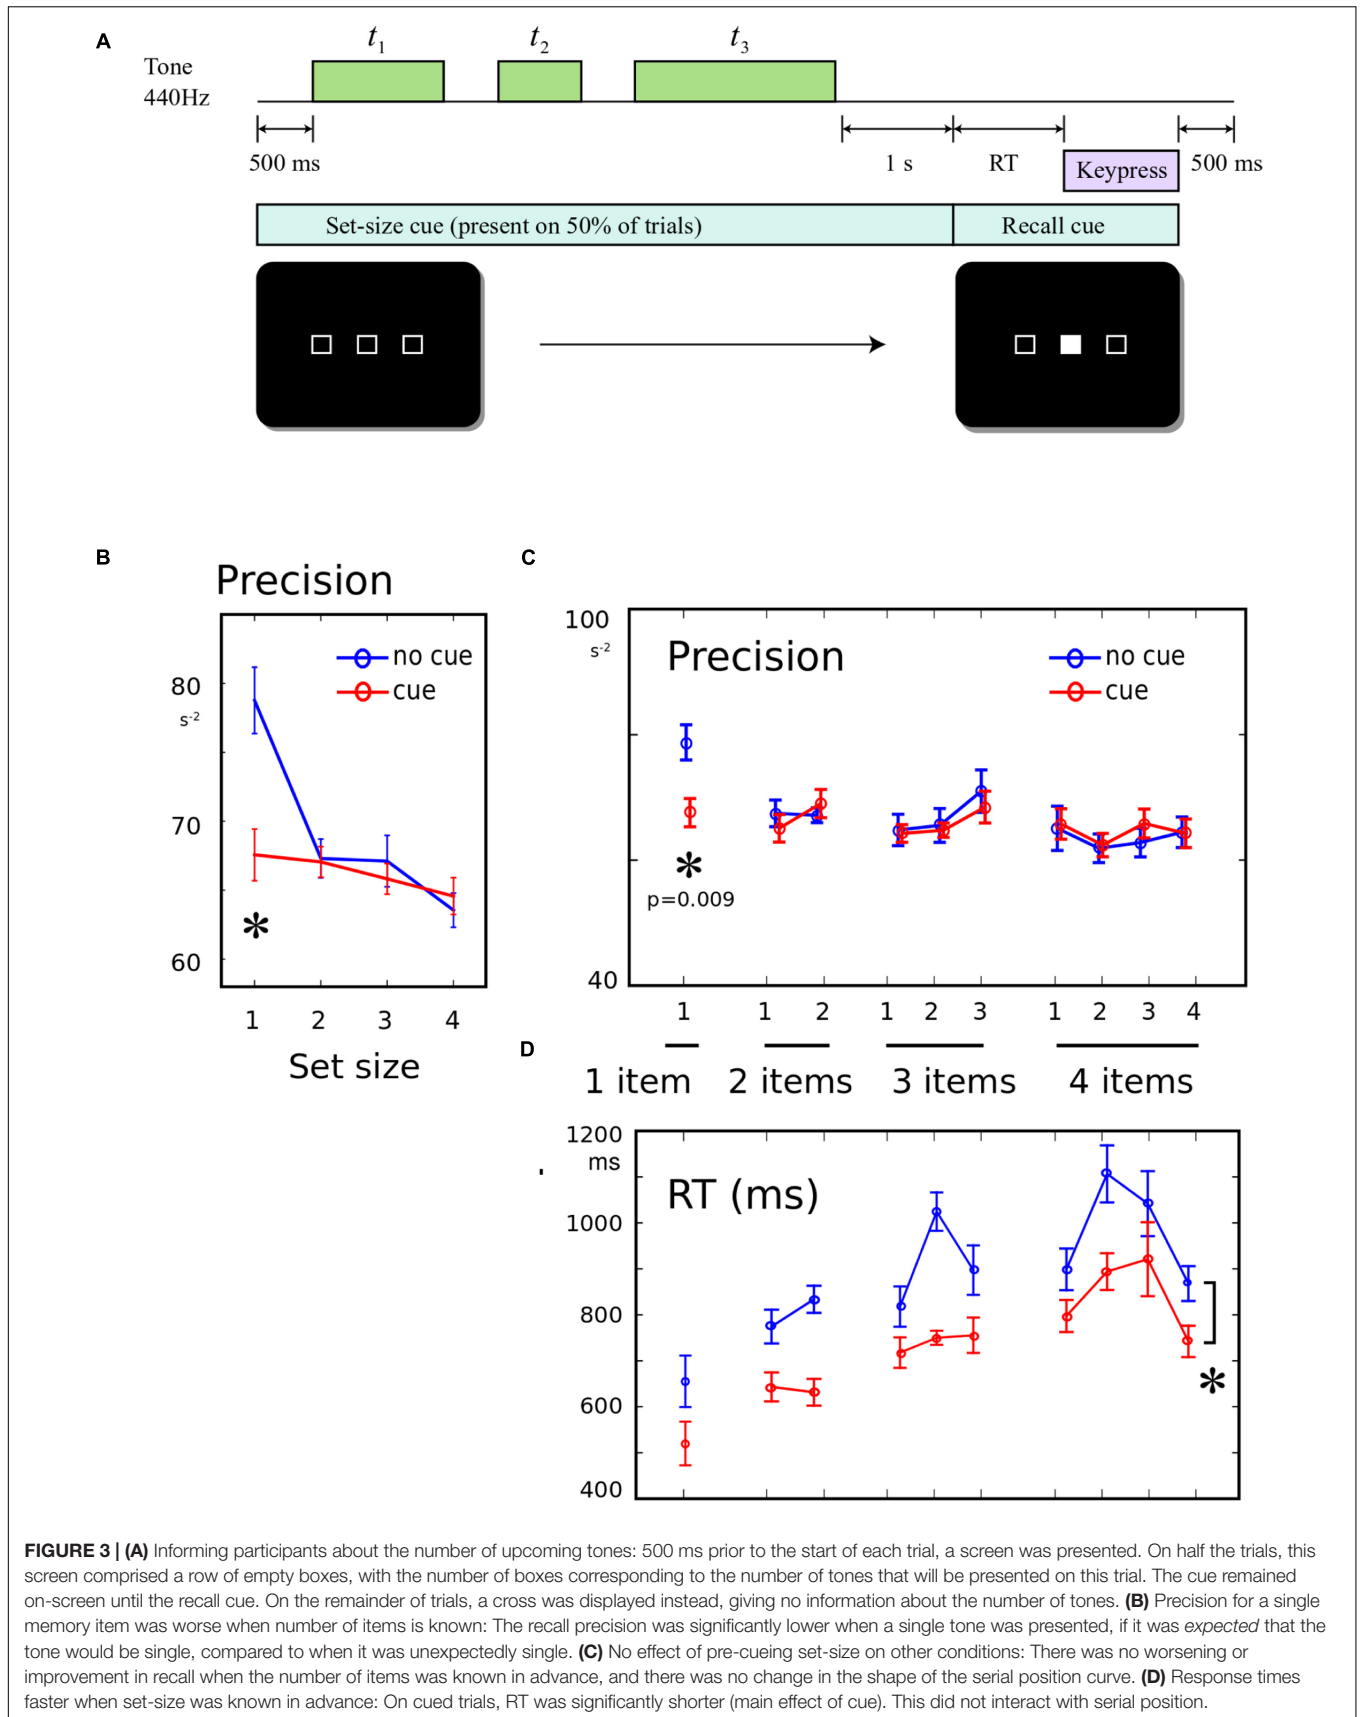 A
t1 t2 t3
Tone
440Hz
500 ms 1 s RT Keypress 500 ms
Set-size cue (present on 50% of trials) Recall cue
B
Precision
no cue
cue
80
s-2
70
60
*
1 2 3 4
Set size
C
100
s-2
Precision
no cue
cue
*
p=0.009
40
1 1 2 1 2 3 1 2 3 4
1 item 2 items 3 items 4 items
D
1200
ms
RT (ms)
1000
800
600
400
*
FIGURE 3 | (A) Informing participants about the number of upcoming tones: 500 ms prior to the start of each trial, a screen was presented. On half the trials, this
screen comprised a row of empty boxes, with the number of boxes corresponding to the number of tones that will be presented on this trial. The cue remained
on-screen until the recall cue. On the remainder of trials, a cross was displayed instead, giving no information about the number of tones. (B) Precision for a single
memory item was worse when number of items is known: The recall precision was significantly lower when a single tone was presented, if it was expected that the
tone would be single, compared to when it was unexpectedly single. (C) No effect of pre-cueing set-size on other conditions: There was no worsening or
improvement in recall when the number of items was known in advance, and there was no change in the shape of the serial position curve. (D) Response times
faster when set-size was known in advance: On cued trials, RT was significantly shorter (main effect of cue). This did not interact with serial position.